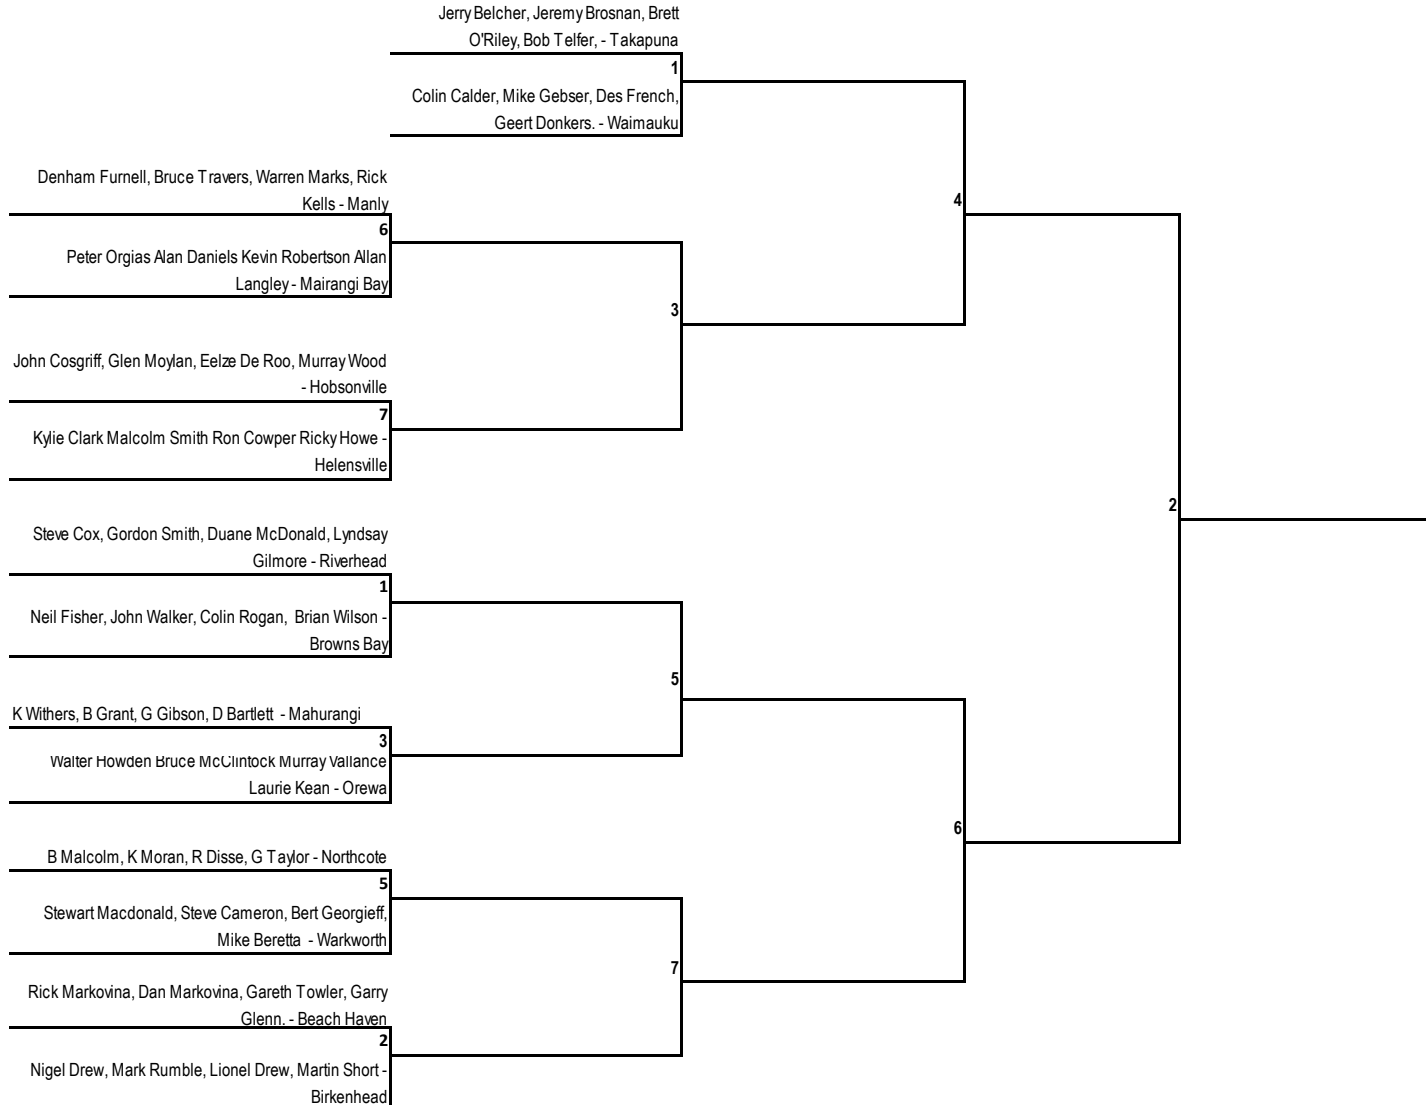 Jerry Belcher, Jeremy Brosnan, Brett
O'Riley, Bob Telfer, - Takapuna
1
Colin Calder, Mike Gebser, Des French,
Geert Donkers. - Waimauku
Denham Furnell, Bruce Travers, Warren Marks, Rick
Kells - Manly
4
6
Peter Orgias Alan Daniels Kevin Robertson Allan
Langley - Mairangi Bay
3
John Cosgriff, Glen Moylan, Eelze De Roo, Murray Wood
- Hobsonville
7
Kylie Clark Malcolm Smith Ron Cowper Ricky Howe -
Helensville
2
Steve Cox, Gordon Smith, Duane McDonald, Lyndsay
Gilmore - Riverhead
1
Neil Fisher, John Walker, Colin Rogan, Brian Wilson -
Browns Bay
5
K Withers, B Grant, G Gibson, D Bartlett - Mahurangi
3
Walter Howden Bruce McClintock Murray Vallance
Laurie Kean - Orewa
6
B Malcolm, K Moran, R Disse, G Taylor - Northcote
5
Stewart Macdonald, Steve Cameron, Bert Georgieff,
Mike Beretta - Warkworth
7
Rick Markovina, Dan Markovina, Gareth Towler, Garry
Glenn. - Beach Haven
2
Nigel Drew, Mark Rumble, Lionel Drew, Martin Short -
Birkenhead